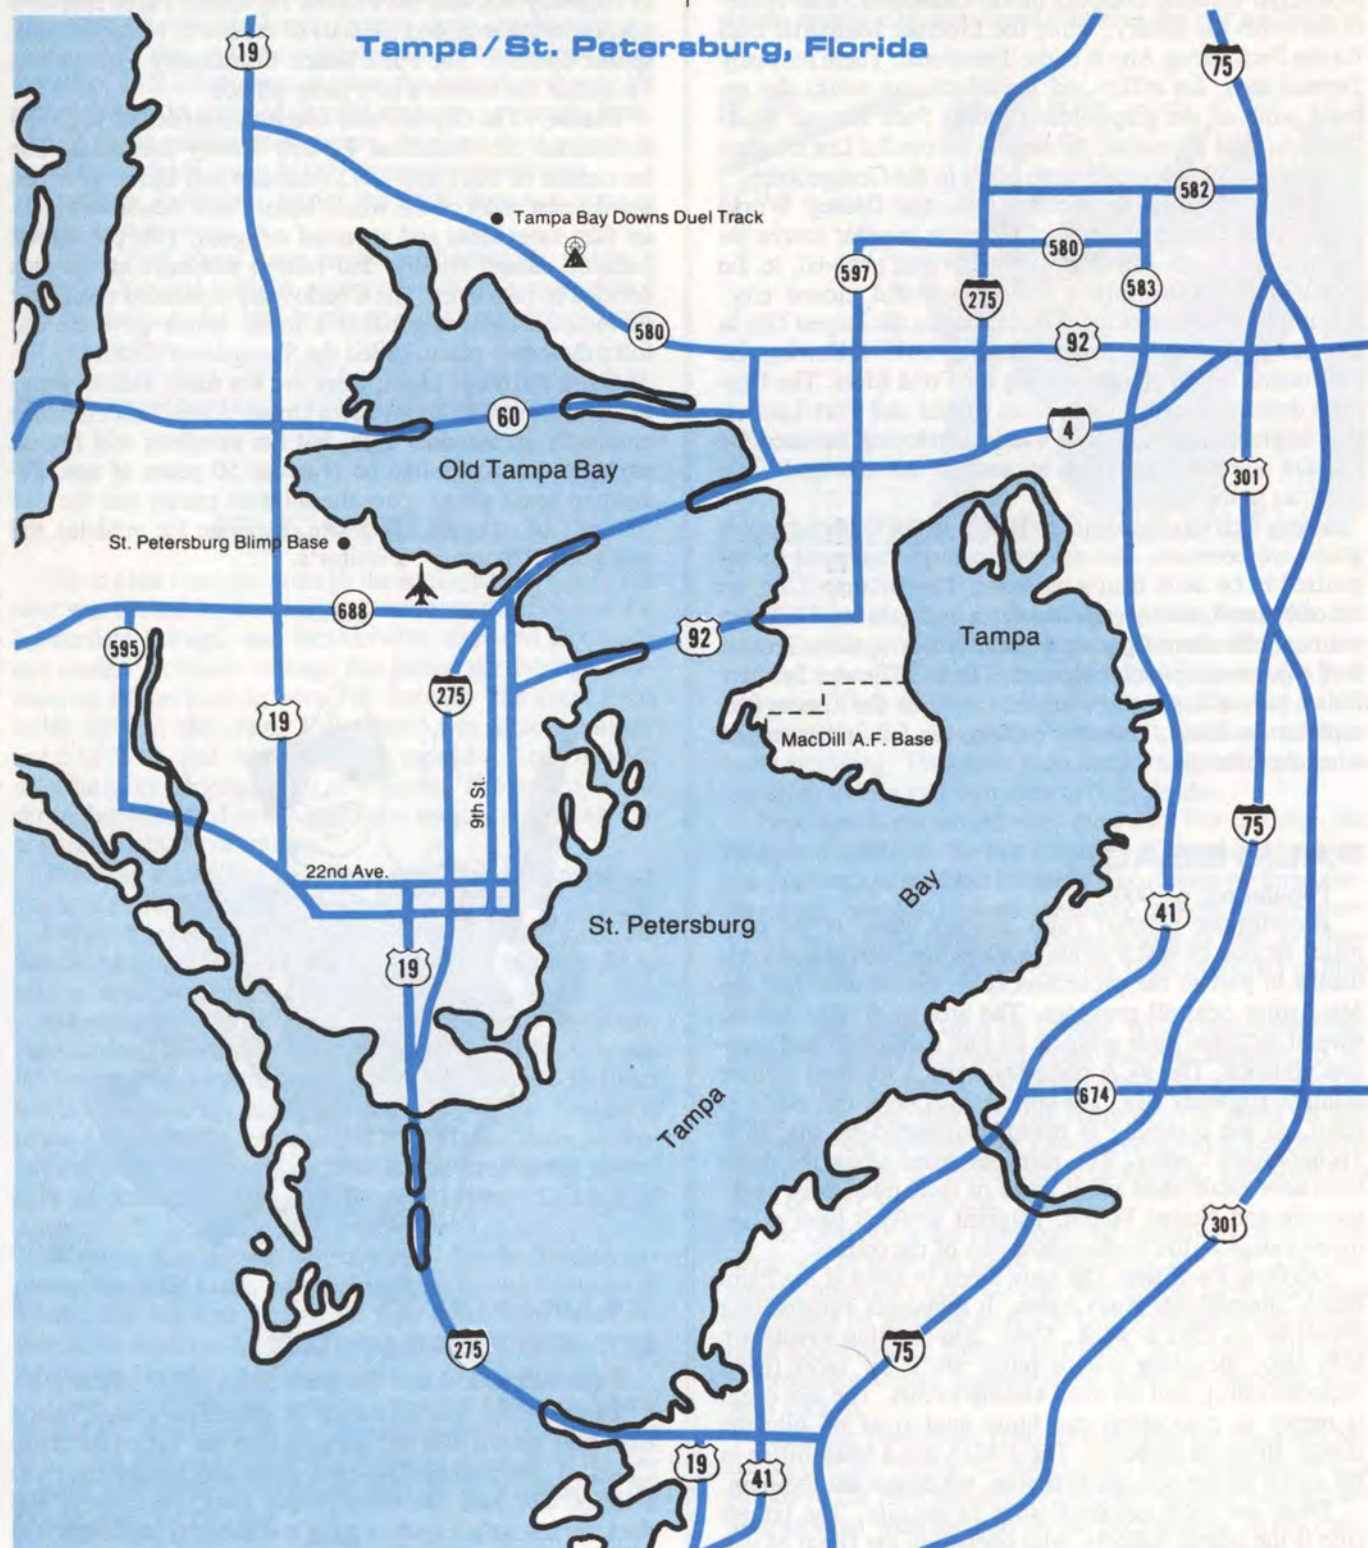 19
Tampa/St. Petersburg, Florida
75
582
Tampa Bay Downs Duel Track
580
597
583
275
580
92
60
4
Old Tampa Bay
301
St. Petersburg Blimp Base
688
92
Tampa
595
275
19
MacDill A.F. Base
9th St.
75
22nd Ave.
Bay
41
St. Petersburg
19
674
Tampa
301
275
75
19
41